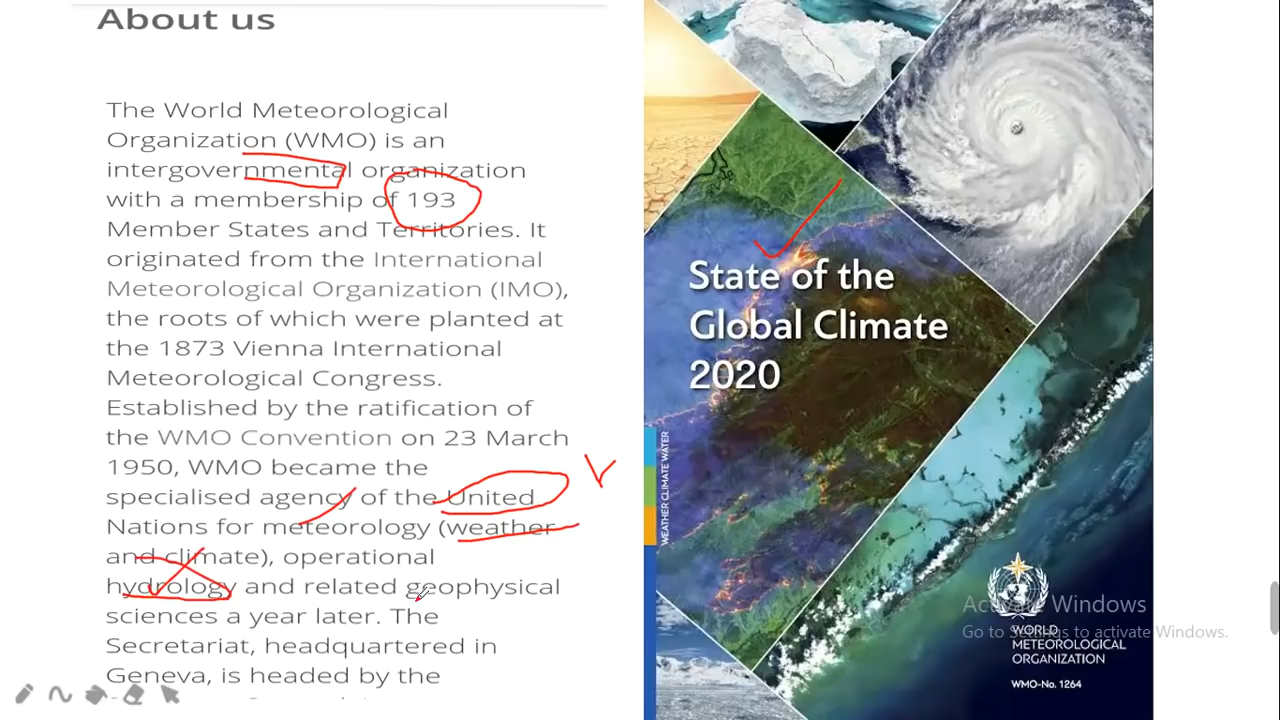 About us
The World Meteorological
Organization (WMO) is an
intergovernmental organization
with a membership of 193
Member States and Territories. It
originated from the International
Meteorological Organization (IMO),
the roots of which were planted at
the 1873 Vienna International
Meteorological Congress.
Established by the ratification of
the WMO Convention on 23 March
1950, WMO became the
specialised agency of the United
Nations for meteorology (weather
and climate), operational
hydrology and related geophysical
sciences a year later. The
Secretariat, headquartered in
Geneva, is headed by the
State of the
Global Climate
2020
WEATHER CLIMATE WATER
WORLD
METEOROLOGICAL
ORGANIZATION
WMO-No. 1264
Activate Windows
Go to Settings to activate Windows.